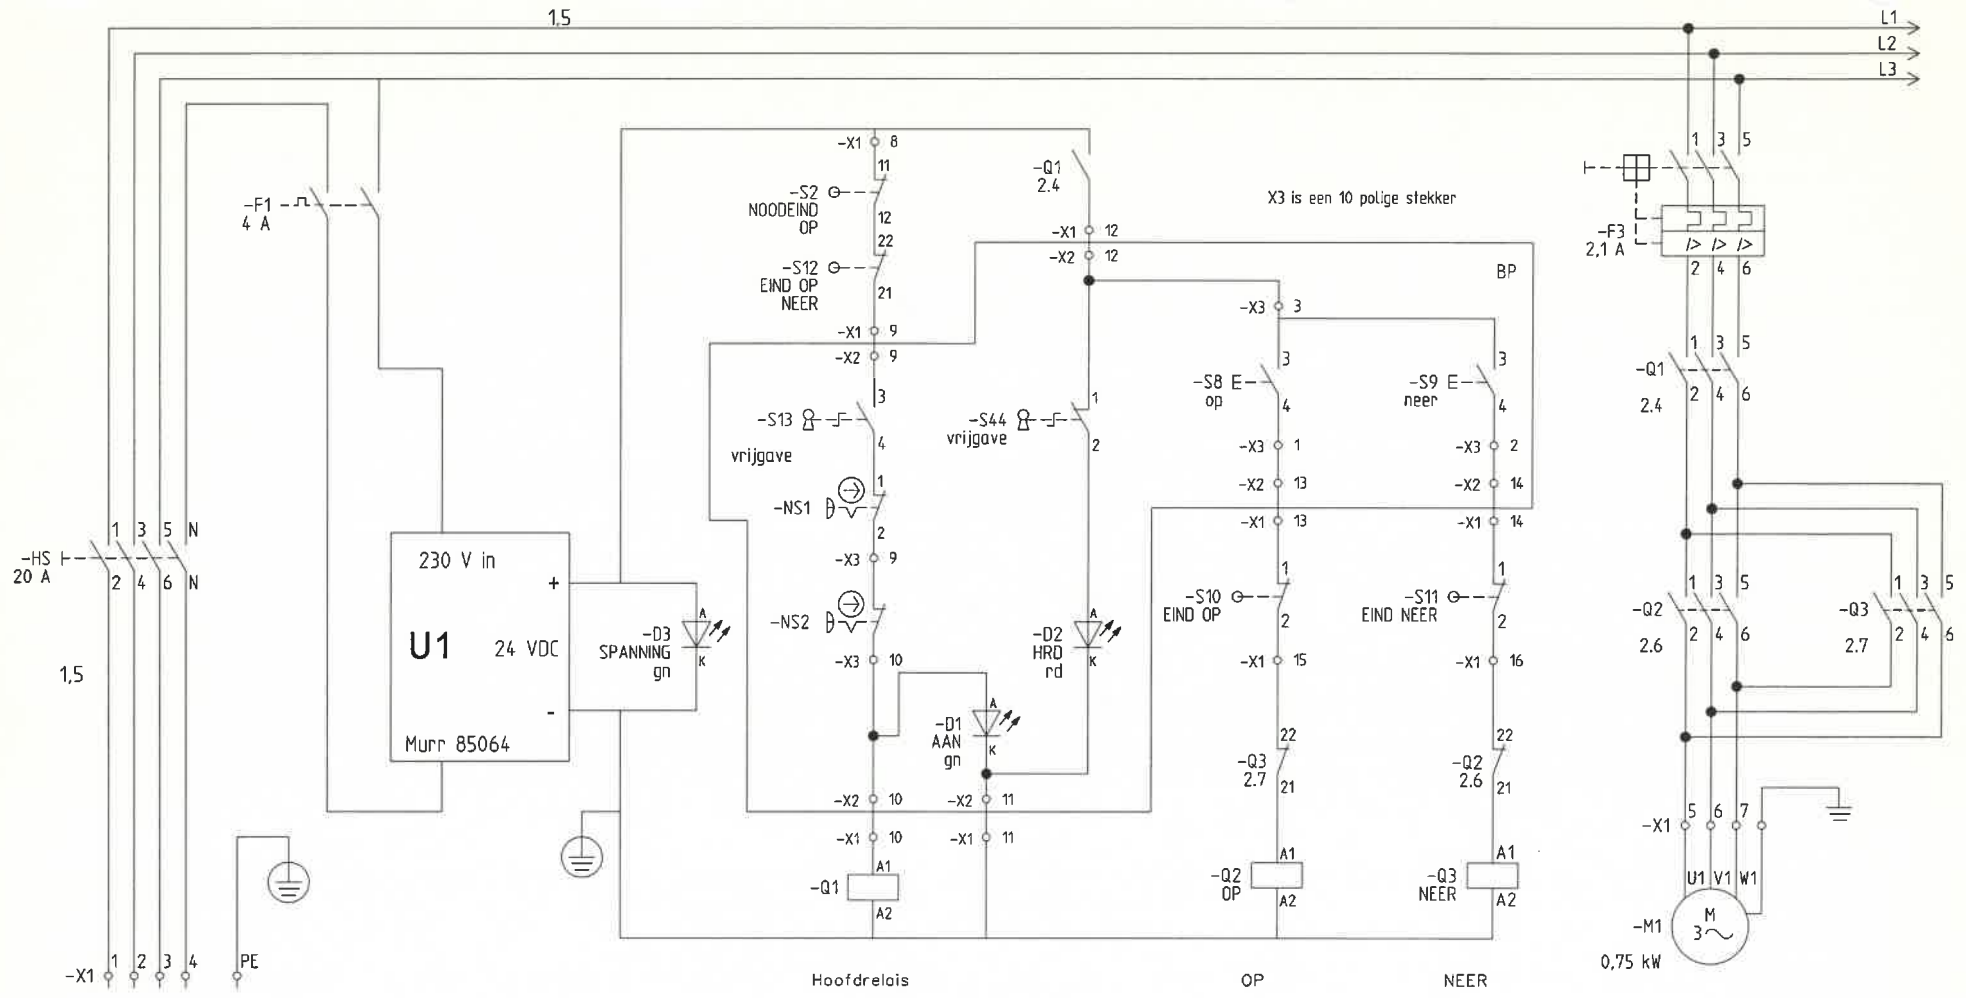 1,5
L1
L2
L3
-X1 8
11
-S2
NOODEIND
OP
12
22
-S12
EIND OP
NEER
21
-X1 9
-X2 9
-Q1
2.4
-X1 12
-X2 12
X3 is een 10 polige stekker
BP
1 3 5
-F3
2,1 A
I> I> I>
2 4 6
-F1
4 A
-X3 3
3
-S8 E
op
4
-X3 1
-X2 13
-X1 13
3
-S9 E
neer
4
-X3 2
-X2 14
-X1 14
3
-S13
4
vrijgave
1
-S44
vrijgave
2
1
-NS1
2
-X3 9
-NS2
-X3 10
1 3 5
-Q1
2.4
2 4 6
1 3 5 N
-HS
20 A
2 4 6 N
1,5
230 V in
+
U1
24 VDC
-
Murr 85064
A
-D3
SPANNING
gn
K
A
-D2
HRD
rd
K
A
-D1
AAN
gn
K
1
-S10
EIND OP
2
-X1 15
1
-S11
EIND NEER
2
-X1 16
1 3 5
-Q2
2.6
2 4 6
1 3 5
-Q3
2.7
2 4 6
22
-Q3
2.7
21
22
-Q2
2.6
21
-X2 10
-X2 11
-X1 10
-X1 11
A1
-Q1
A2
A1
-Q2
OP
A2
A1
-Q3
NEER
A2
-X1 5 6 7
U1 V1 W1
-M1
M
3~
0,75 kW
-X1 1 2 3 4 PE
Hoofdrelais
OP
NEER